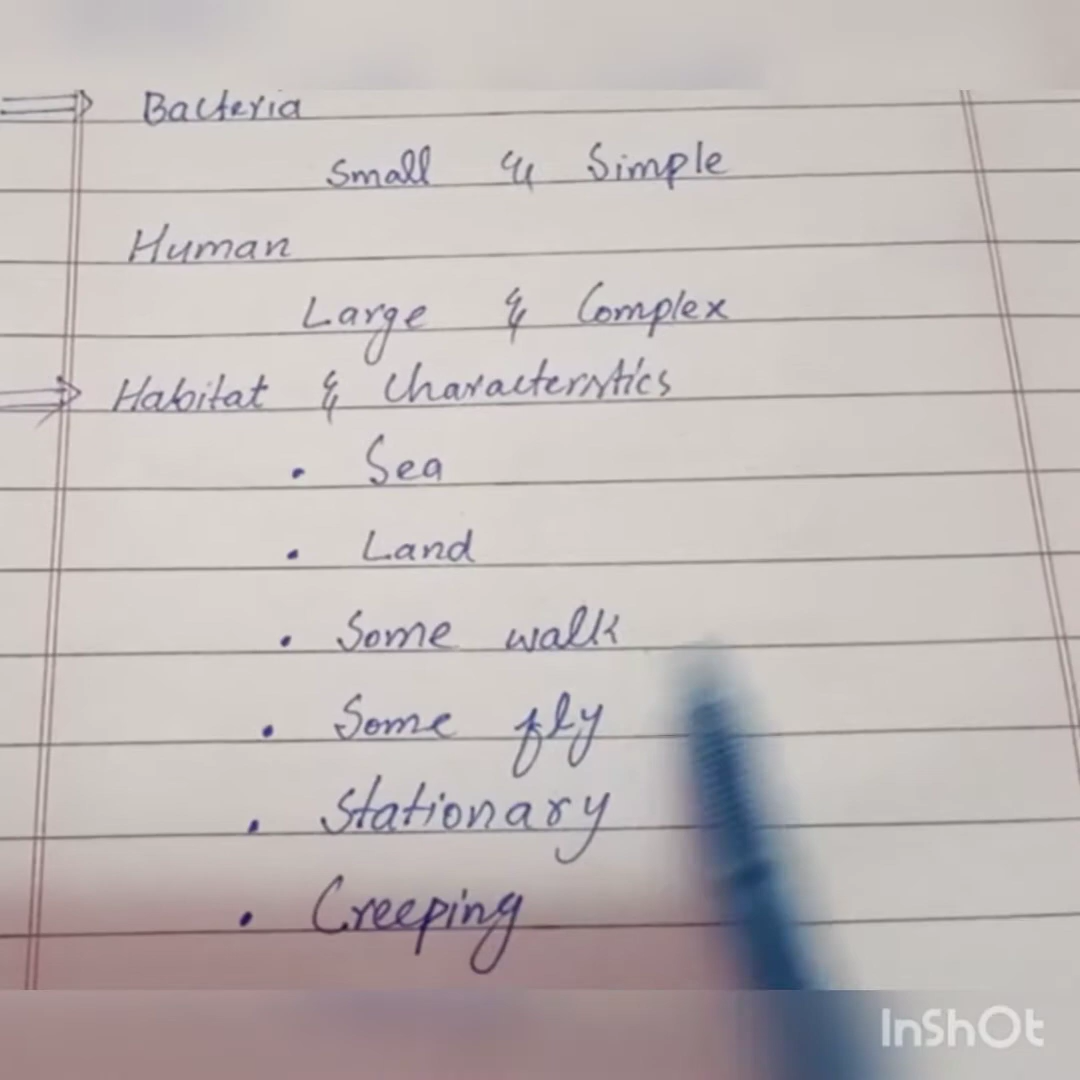 ⇒ Bacteria
Small & Simple
Human
Large & Complex
⇒ Habitat & Characteristics
• Sea
• Land
• Some walk
• Some fly
• Stationary
• Creeping
InShOt